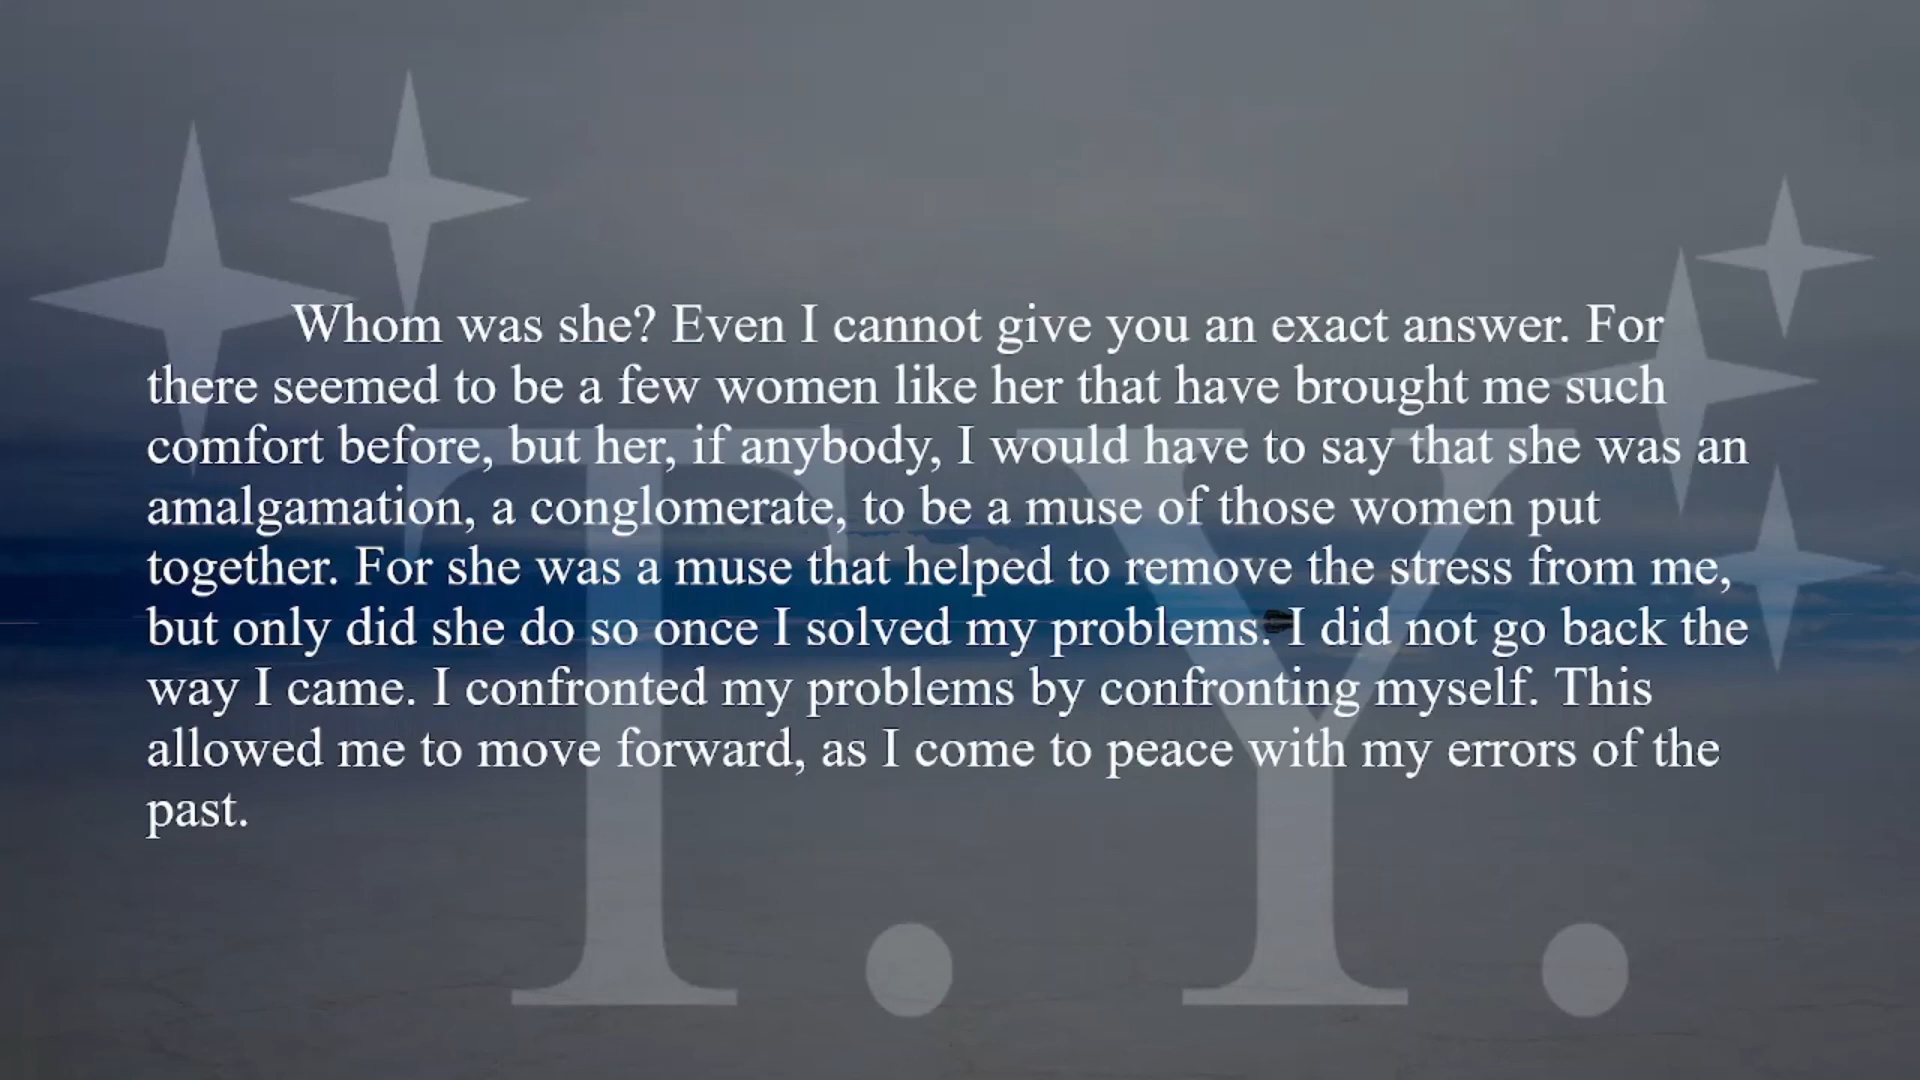 Whom was she? Even I cannot give you an exact answer. For
there seemed to be a few women like her that have brought me such
comfort before, but her, if anybody, I would have to say that she was an
amalgamation, a conglomerate, to be a muse of those women put
together. For she was a muse that helped to remove the stress from me,
but only did she do so once I solved my problems. I did not go back the
way I came. I confronted my problems by confronting myself. This
allowed me to move forward, as I come to peace with my errors of the
past.
T.Y.